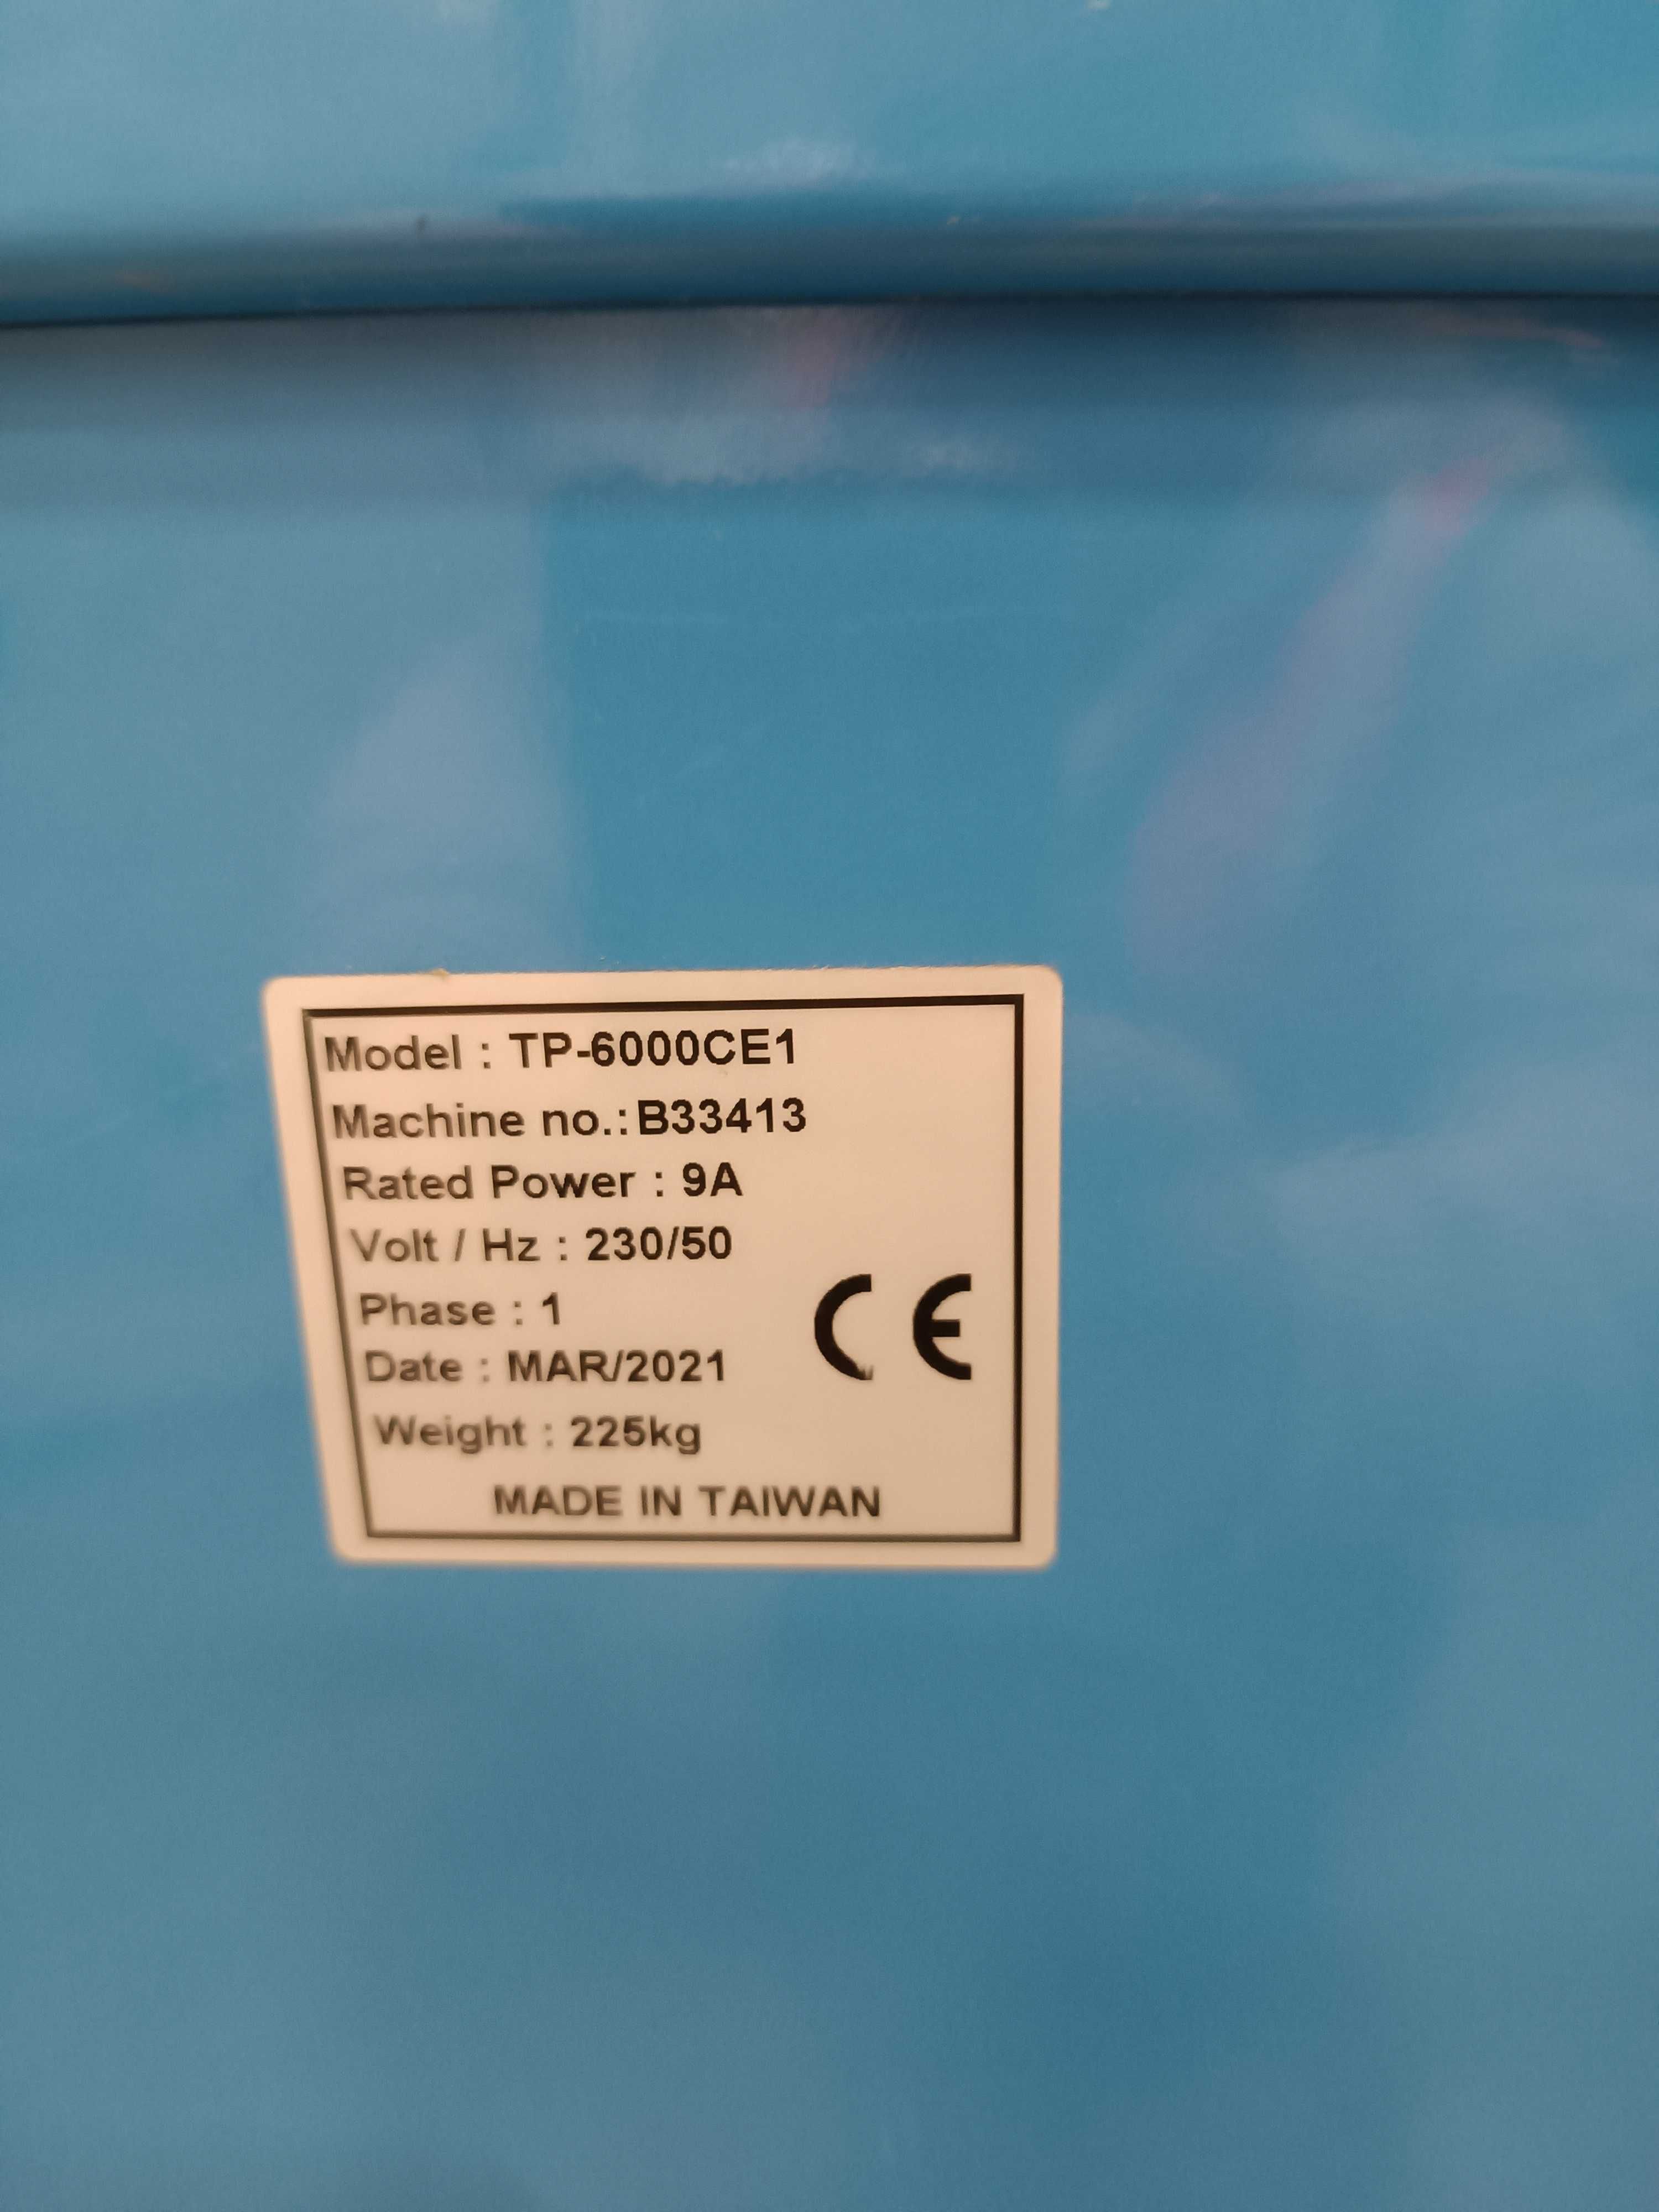 Model : TP-6000CE1
Machine no.:B33413
Rated Power : 9A
Volt / Hz : 230/50
Phase : 1
Date : MAR/2021
CE
Weight : 225kg
MADE IN TAIWAN